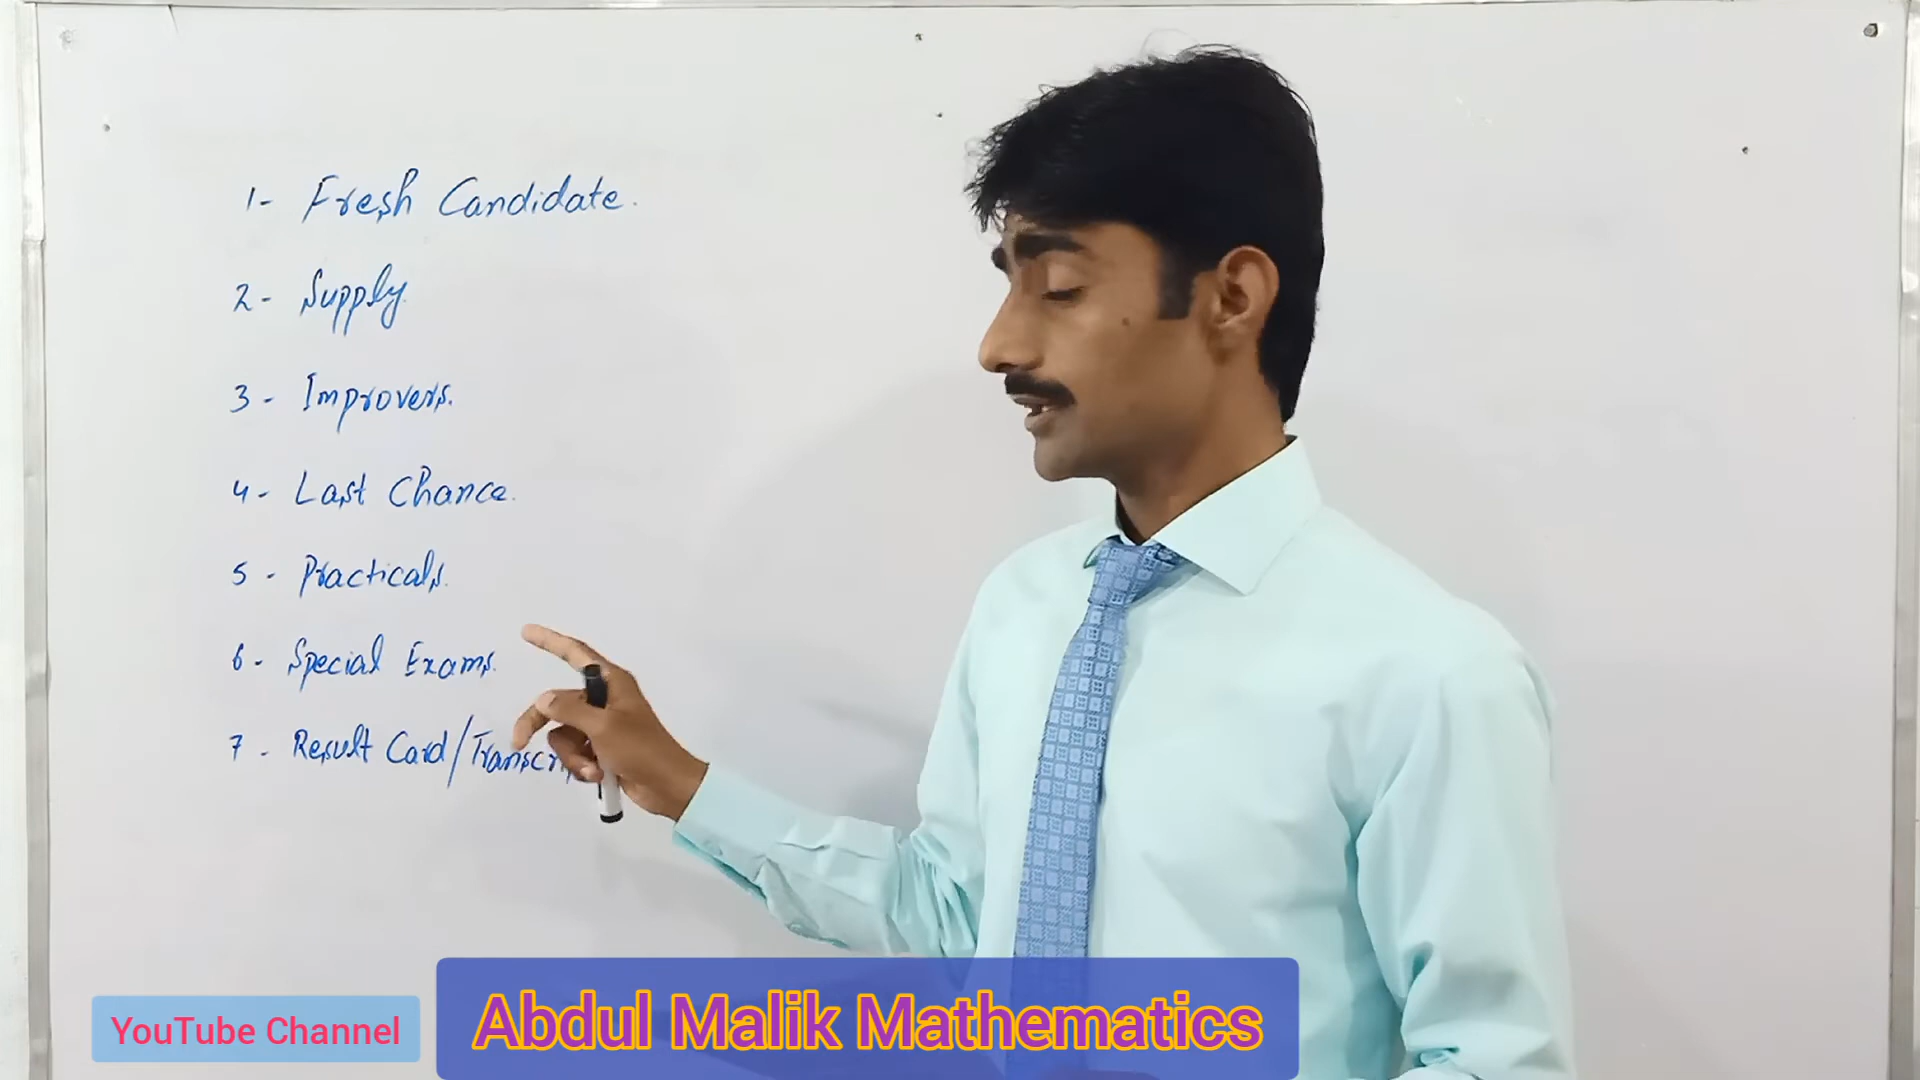 1- Fresh Candidate.
2- Supply.
3- Improvers.
4- Last Chance.
5- Practicals.
6- Special Exams.
7- Result Card/
YouTube Channel
Abdul Malik Mathematics